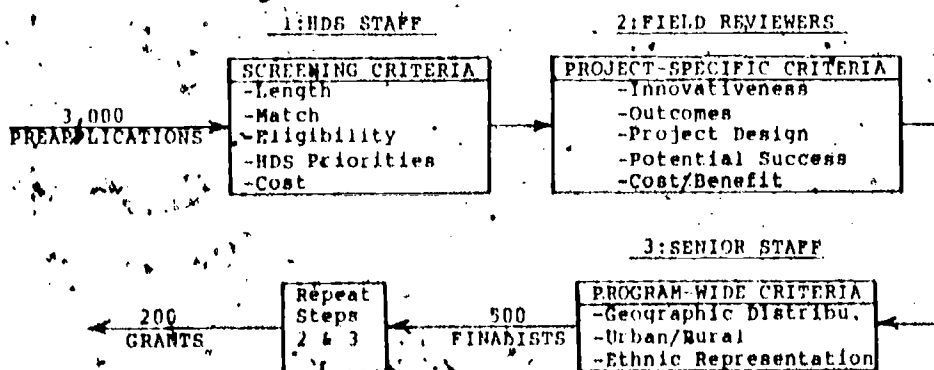 1:HDS STAFF
2:FIELD REVIEWERS
SCREENING CRITERIA
-Length
-Match
-Eligibility
-HDS Priorities
-Cost
PROJECT-SPECIFIC CRITERIA
-Innovativeness
-Outcomes
-Project Design
-Potential Success
-Cost/Benefit
3,000
PREAPPLICATIONS
3:SENIOR STAFF
PROGRAM-WIDE CRITERIA
-Geographic Distribu.
-Urban/Rural
-Ethnic Representation
500
FINALISTS
Repeat
Steps
2 & 3
200
GRANTS